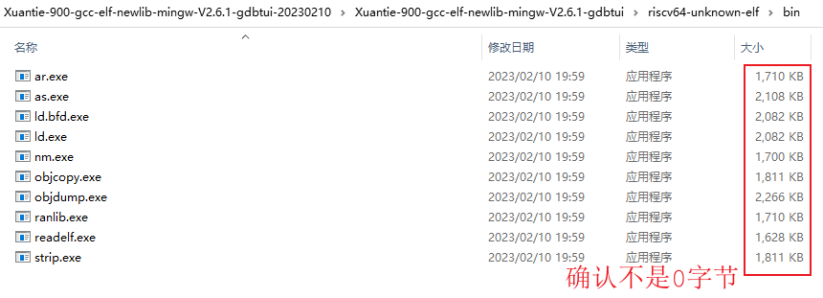 Xuantie-900-gcc-elf-newlib-mingw-V2.6.1-gdbtui-20230210 > Xuantie-900-gcc-elf-newlib-mingw-V2.6.1-gdbtui > riscv64-unknown-elf > bin
名称 修改日期 类型 大小
ar.exe 2023/02/10 19:59 应用程序 1,710 KB
as.exe 2023/02/10 19:59 应用程序 2,108 KB
ld.bfd.exe 2023/02/10 19:59 应用程序 2,082 KB
ld.exe 2023/02/10 19:59 应用程序 2,082 KB
nm.exe 2023/02/10 19:59 应用程序 1,700 KB
objcopy.exe 2023/02/10 19:59 应用程序 1,811 KB
objdump.exe 2023/02/10 19:59 应用程序 2,266 KB
ranlib.exe 2023/02/10 19:59 应用程序 1,710 KB
readelf.exe 2023/02/10 19:59 应用程序 1,628 KB
strip.exe 2023/02/10 19:59 应用程序 1,811 KB
确认不是0字节